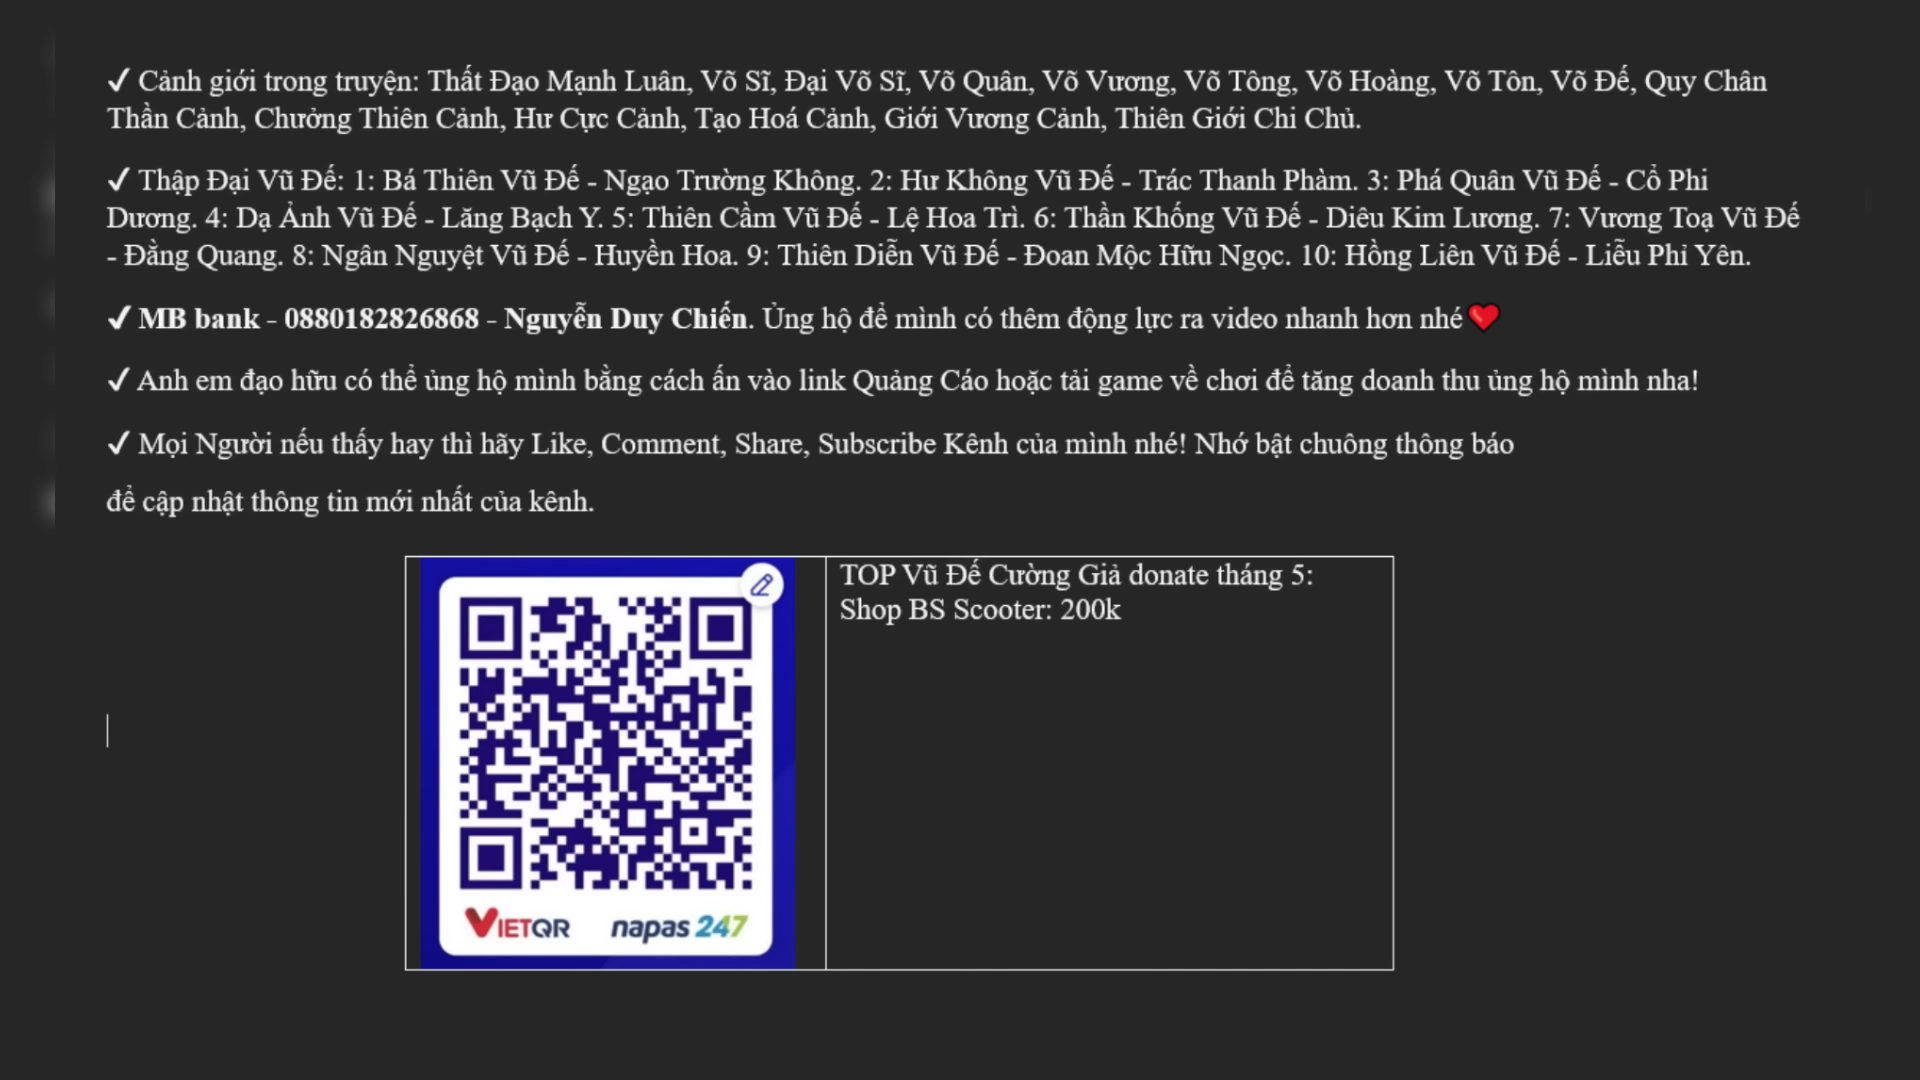 ✓ Cảnh giới trong truyện: Thất Đạo Mạnh Luân, Võ Sĩ, Đại Võ Sĩ, Võ Quân, Võ Vương, Võ Tông, Võ Hoàng, Võ Tôn, Võ Đế, Quy Chân
Thần Cảnh, Chưởng Thiên Cảnh, Hư Cực Cảnh, Tạo Hoá Cảnh, Giới Vương Cảnh, Thiên Giới Chi Chủ.
✓ Thập Đại Vũ Đế: 1: Bá Thiên Vũ Đế - Ngạo Trường Không. 2: Hư Không Vũ Đế - Trác Thanh Phàm. 3: Phá Quân Vũ Đế - Cổ Phi
Dương. 4: Dạ Ảnh Vũ Đế - Lăng Bạch Y. 5: Thiên Cầm Vũ Đế - Lệ Hoa Trì. 6: Thần Khống Vũ Đế - Diêu Kim Lương. 7: Vương Toạ Vũ Đế
- Đằng Quang. 8: Ngân Nguyệt Vũ Đế - Huyền Hoa. 9: Thiên Diễn Vũ Đế - Đoan Mộc Hữu Ngọc. 10: Hồng Liên Vũ Đế - Liễu Phi Yên.
✓ MB bank - 0880182826868 - Nguyễn Duy Chiến. Ủng hộ để mình có thêm động lực ra video nhanh hơn nhé❤️
✓ Anh em đạo hữu có thể ủng hộ mình bằng cách ấn vào link Quảng Cáo hoặc tải game về chơi để tăng doanh thu ủng hộ mình nha!
✓ Mọi Người nếu thấy hay thì hãy Like, Comment, Share, Subscribe Kênh của mình nhé! Nhớ bật chuông thông báo
để cập nhật thông tin mới nhất của kênh.
TOP Vũ Đế Cường Giả donate tháng 5:
Shop BS Scooter: 200k
VIETQR napas 247